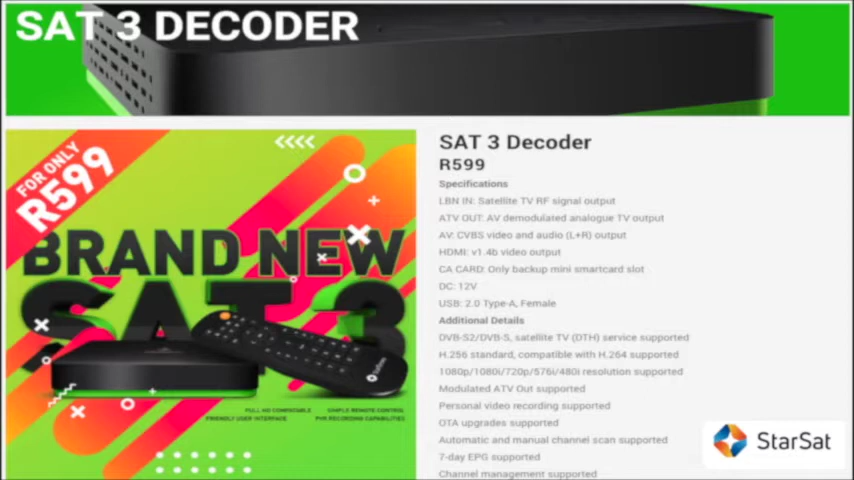 SAT 3 DECODER
FOR ONLY
R599
BRAND NEW
SAT 3
FULL HD COMPATIBLE
SIMPLE REMOTE CONTROL
FRIENDLY USER INTERFACE
PVR RECORDING CAPABILITIES
SAT 3 Decoder
R599
Specifications
LBN IN: Satellite TV RF signal output
ATV OUT: AV demodulated analogue TV output
AV: CVBS video and audio (L+R) output
HDMI: v1.4b video output
CA CARD: Only backup mini smartcard slot
DC: 12V
USB: 2.0 Type-A, Female
Additional Details
DVB-S2/DVB-S, satellite TV (DTH) service supported
H.256 standard, compatible with H.264 supported
1080p/1080i/720p/576i/480i resolution supported
Modulated ATV Out supported
Personal video recording supported
OTA upgrades supported
Automatic and manual channel scan supported
7-day EPG supported
Channel management supported
StarSat